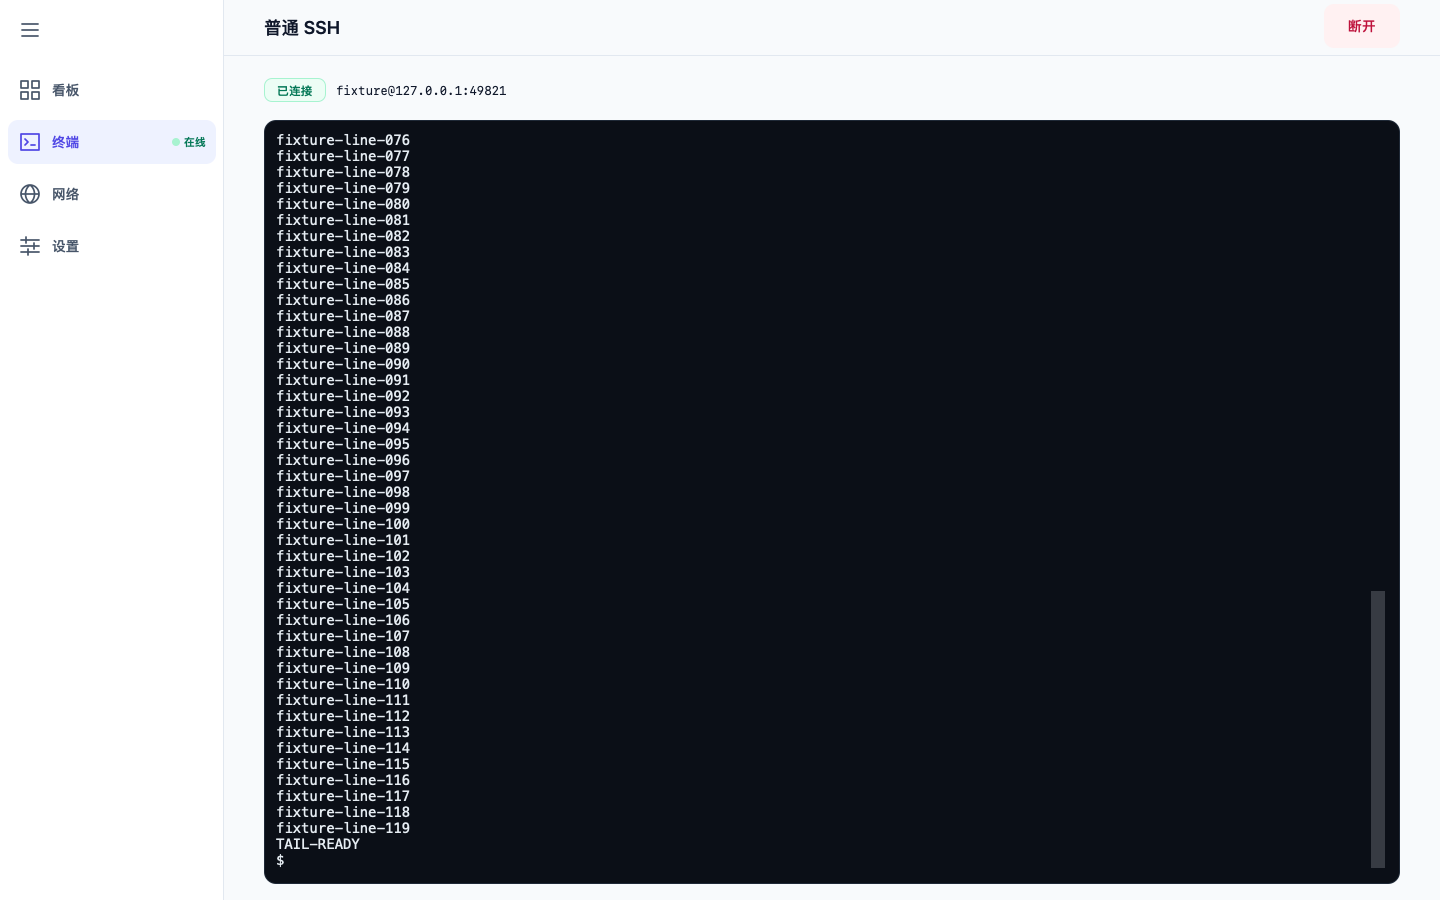 普通 SSH
断开
看板
终端
在线
网络
设置
已连接
fixture@127.0.0.1:49821
fixture-line-076
fixture-line-077
fixture-line-078
fixture-line-079
fixture-line-080
fixture-line-081
fixture-line-082
fixture-line-083
fixture-line-084
fixture-line-085
fixture-line-086
fixture-line-087
fixture-line-088
fixture-line-089
fixture-line-090
fixture-line-091
fixture-line-092
fixture-line-093
fixture-line-094
fixture-line-095
fixture-line-096
fixture-line-097
fixture-line-098
fixture-line-099
fixture-line-100
fixture-line-101
fixture-line-102
fixture-line-103
fixture-line-104
fixture-line-105
fixture-line-106
fixture-line-107
fixture-line-108
fixture-line-109
fixture-line-110
fixture-line-111
fixture-line-112
fixture-line-113
fixture-line-114
fixture-line-115
fixture-line-116
fixture-line-117
fixture-line-118
fixture-line-119
TAIL-READY
$